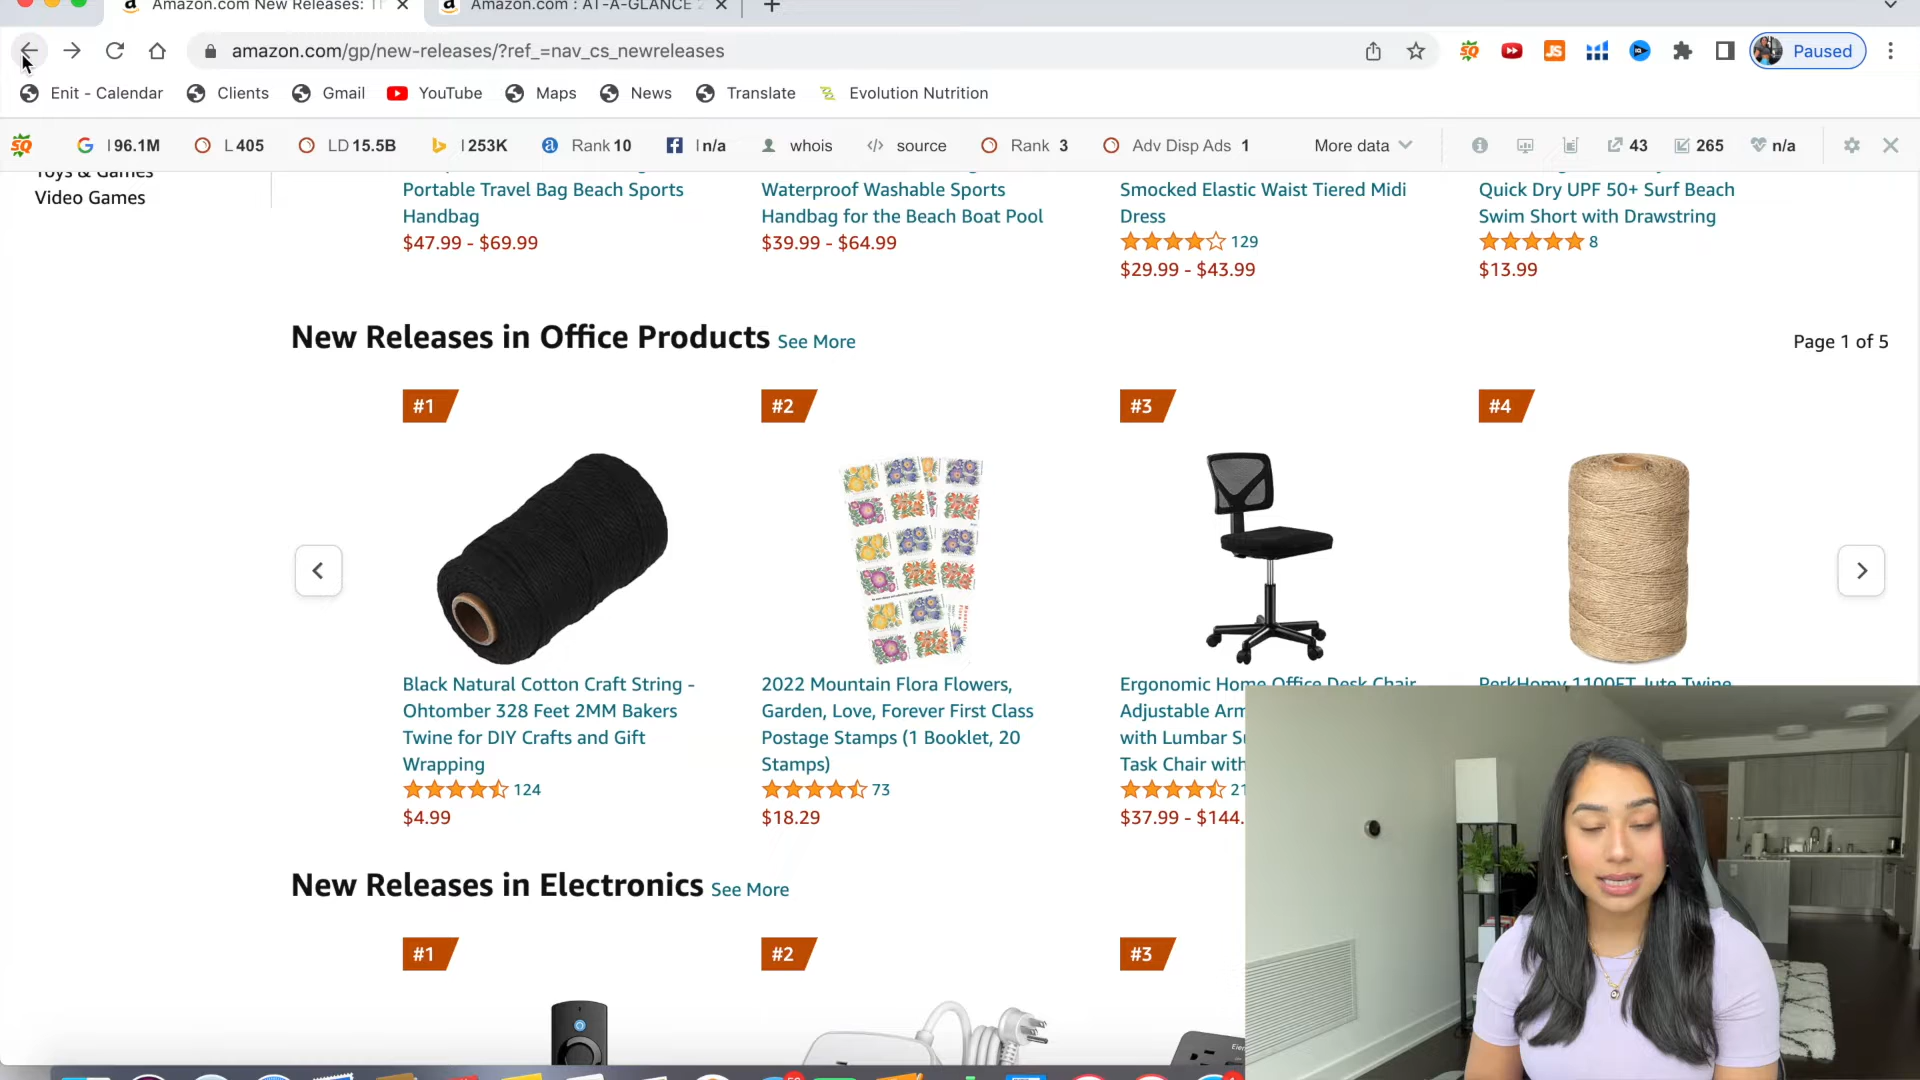 Amazon.com New Releases: Th
Amazon.com : AT-A-GLANCE 2
amazon.com/gp/new-releases/?ref_=nav_cs_newreleases
Paused
Enit - Calendar
Clients
Gmail
YouTube
Maps
News
Translate
Evolution Nutrition
I 96.1M
L 405
LD 15.5B
I 253K
Rank 10
I n/a
whois
source
Rank 3
Adv Disp Ads 1
More data
43
265
n/a
Toys & Games
Video Games
Portable Travel Bag Beach Sports
Handbag
$47.99 - $69.99
Waterproof Washable Sports
Handbag for the Beach Boat Pool
$39.99 - $64.99
Smocked Elastic Waist Tiered Midi
Dress
129
$29.99 - $43.99
Quick Dry UPF 50+ Surf Beach
Swim Short with Drawstring
8
$13.99
New Releases in Office Products See More
Page 1 of 5
#1
#2
#3
#4
Black Natural Cotton Craft String -
Ohtomber 328 Feet 2MM Bakers
Twine for DIY Crafts and Gift
Wrapping
124
$4.99
2022 Mountain Flora Flowers,
Garden, Love, Forever First Class
Postage Stamps (1 Booklet, 20
Stamps)
73
$18.29
Ergonomic Home Office Desk Chair
Adjustable Arm
with Lumbar Su
Task Chair with
21
$37.99 - $144.
PerkHomy 1100FT Jute Twine
New Releases in Electronics See More
#1
#2
#3